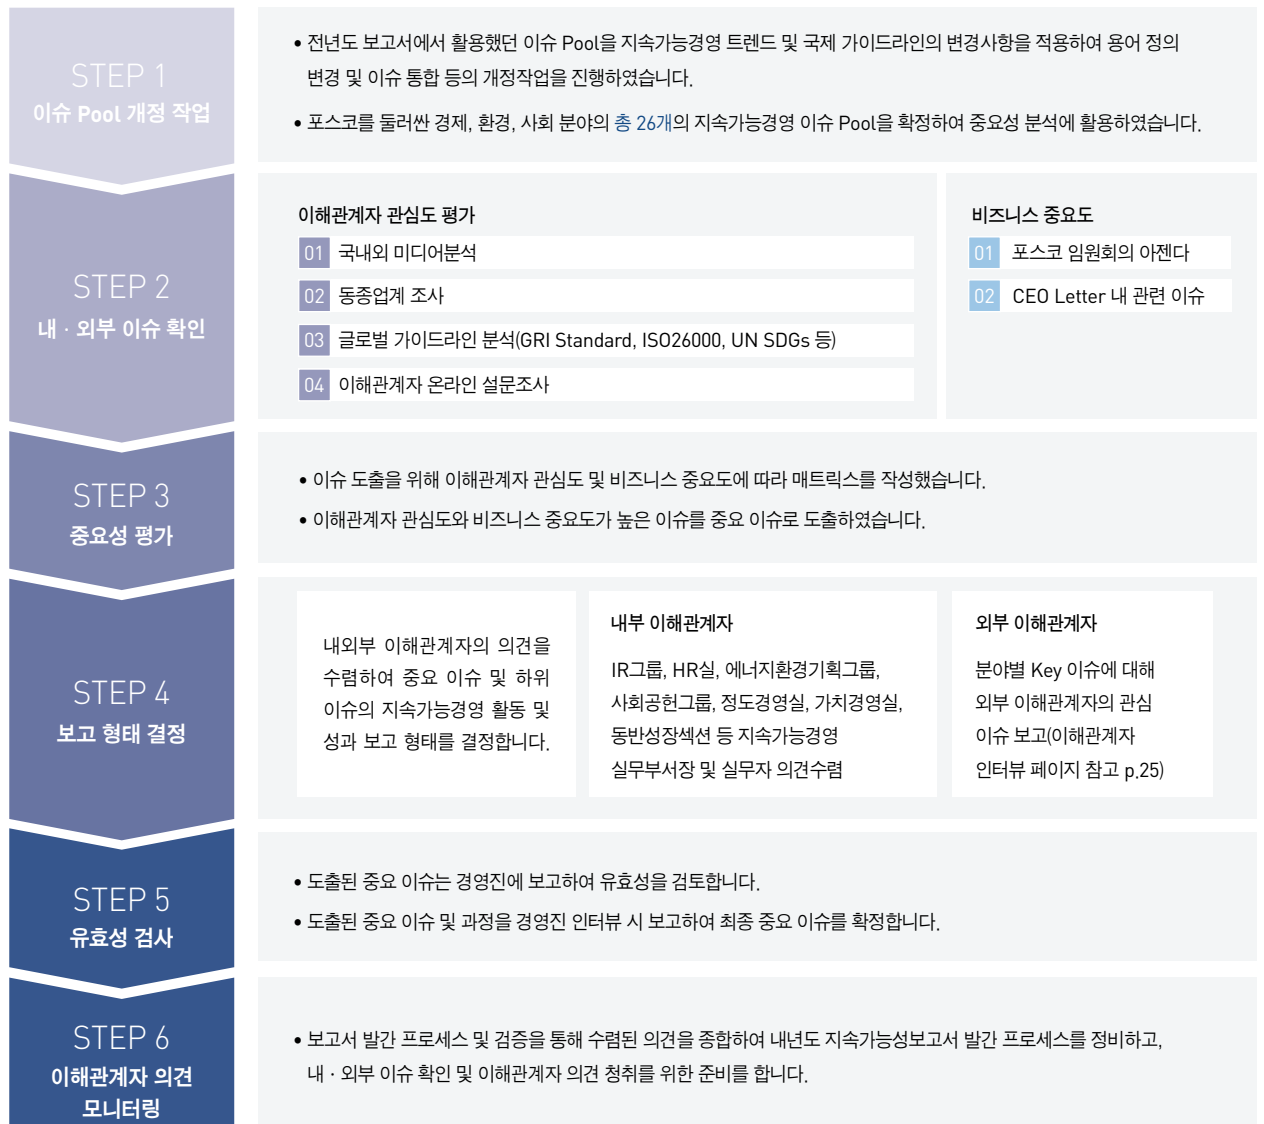 STEP 1
이슈 Pool 개정 작업
• 전년도 보고서에서 활용했던 이슈 Pool을 지속가능경영 트렌드 및 국제 가이드라인의 변경사항을 적용하여 용어 정의
변경 및 이슈 통합 등의 개정작업을 진행하였습니다.
• 포스코를 둘러싼 경제, 환경, 사회 분야의 총 26개의 지속가능경영 이슈 Pool을 확정하여 중요성 분석에 활용하였습니다.
STEP 2
내 · 외부 이슈 확인
이해관계자 관심도 평가
01 국내외 미디어분석
02 동종업계 조사
03 글로벌 가이드라인 분석(GRI Standard, ISO26000, UN SDGs 등)
04 이해관계자 온라인 설문조사
비즈니스 중요도
01 포스코 임원회의 아젠다
02 CEO Letter 내 관련 이슈
STEP 3
중요성 평가
• 이슈 도출을 위해 이해관계자 관심도 및 비즈니스 중요도에 따라 매트릭스를 작성했습니다.
• 이해관계자 관심도와 비즈니스 중요도가 높은 이슈를 중요 이슈로 도출하였습니다.
STEP 4
보고 형태 결정
내외부 이해관계자의 의견을
수렴하여 중요 이슈 및 하위
이슈의 지속가능경영 활동 및
성과 보고 형태를 결정합니다.
내부 이해관계자
IR그룹, HR실, 에너지환경기획그룹,
사회공헌그룹, 정도경영실, 가치경영실,
동반성장섹션 등 지속가능경영
실무부서장 및 실무자 의견수렴
외부 이해관계자
분야별 Key 이슈에 대해
외부 이해관계자의 관심
이슈 보고(이해관계자
인터뷰 페이지 참고 p.25)
STEP 5
유효성 검사
• 도출된 중요 이슈는 경영진에 보고하여 유효성을 검토합니다.
• 도출된 중요 이슈 및 과정을 경영진 인터뷰 시 보고하여 최종 중요 이슈를 확정합니다.
STEP 6
이해관계자 의견
모니터링
• 보고서 발간 프로세스 및 검증을 통해 수렴된 의견을 종합하여 내년도 지속가능성보고서 발간 프로세스를 정비하고,
내 · 외부 이슈 확인 및 이해관계자 의견 청취를 위한 준비를 합니다.